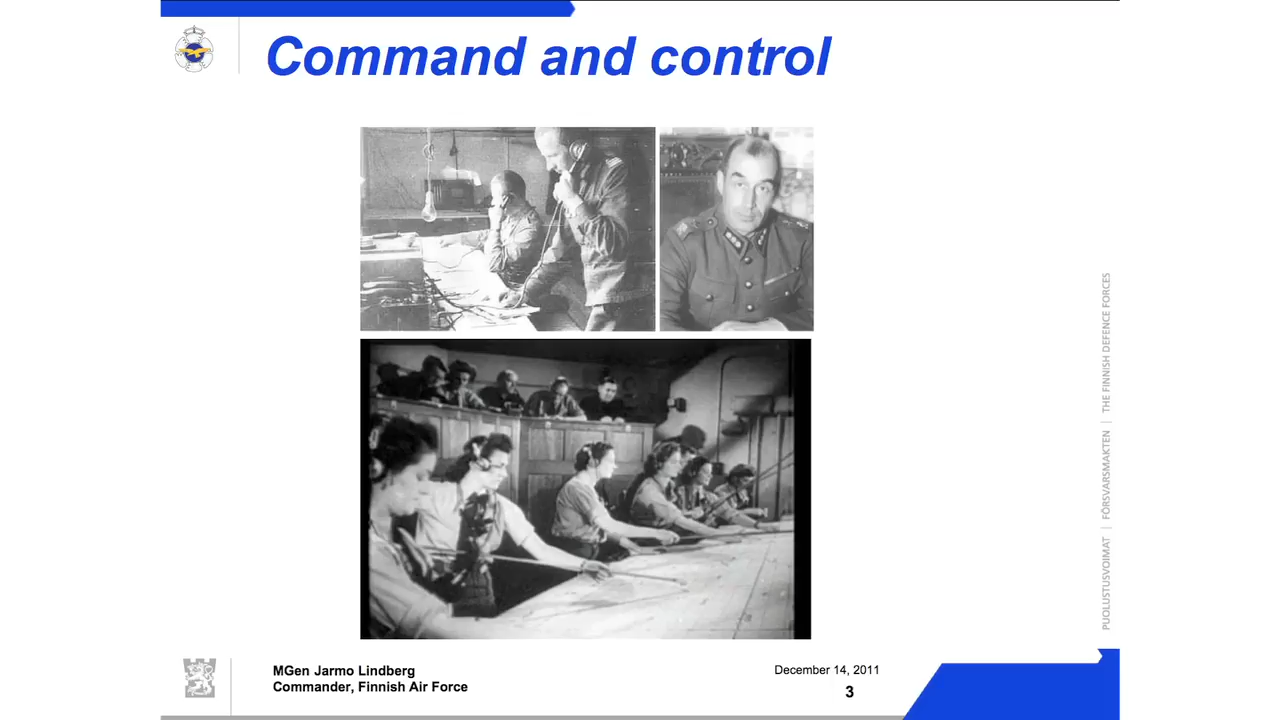 Command and control
PUOLUSTUSVOIMAT | FÖRSVARSMAKTEN | THE FINNISH DEFENCE FORCES
MGen Jarmo Lindberg
Commander, Finnish Air Force
December 14, 2011
3